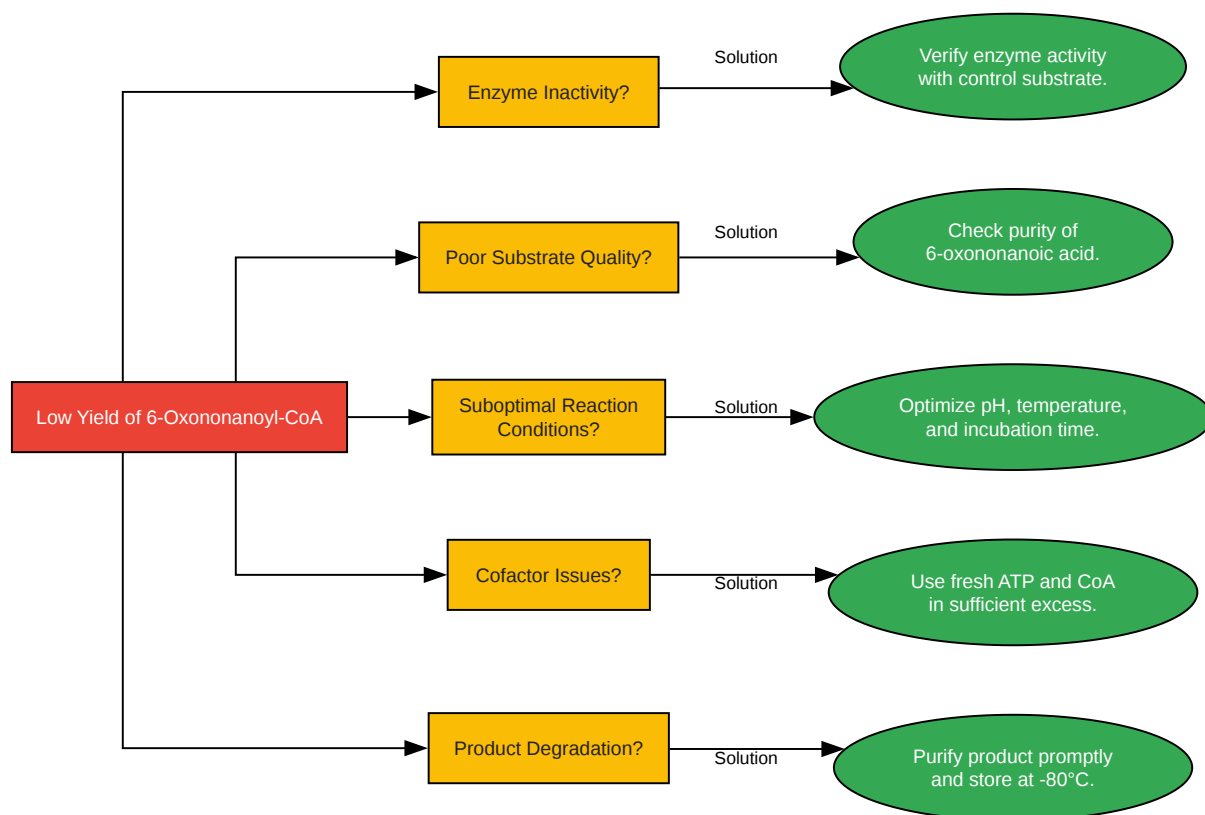 Solution
Verify enzyme activity
with control substrate.
Enzyme Inactivity?
Solution
Check purity of
6-oxononanoic acid.
Poor Substrate Quality?
Low Yield of 6-Oxononanoyl-CoA
Suboptimal Reaction
Conditions?
Solution
Optimize pH, temperature,
and incubation time.
Cofactor Issues?
Solution
Use fresh ATP and CoA
in sufficient excess.
Product Degradation?
Solution
Purify product promptly
and store at -80°C.